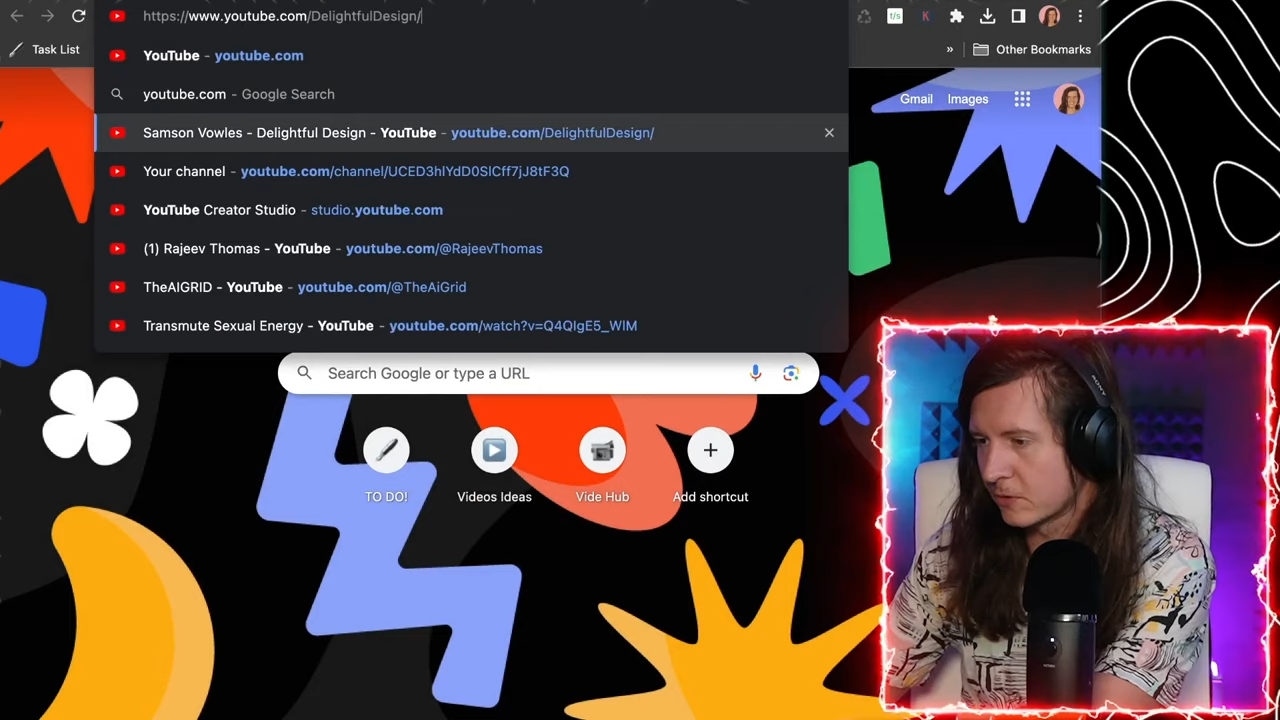 https://www.youtube.com/DelightfulDesign/
t/s
K
Task List
»
Other Bookmarks
YouTube - youtube.com
youtube.com - Google Search
Gmail
Images
Samson Vowles - Delightful Design - YouTube - youtube.com/DelightfulDesign/
Your channel - youtube.com/channel/UCED3hlYdD0SlCff7jJ8tF3Q
YouTube Creator Studio - studio.youtube.com
(1) Rajeev Thomas - YouTube - youtube.com/@RajeevThomas
TheAIGRID - YouTube - youtube.com/@TheAiGrid
Transmute Sexual Energy - YouTube - youtube.com/watch?v=Q4QIgE5_WlM
Search Google or type a URL
SONY
TO DO!
Videos Ideas
Vide Hub
Add shortcut